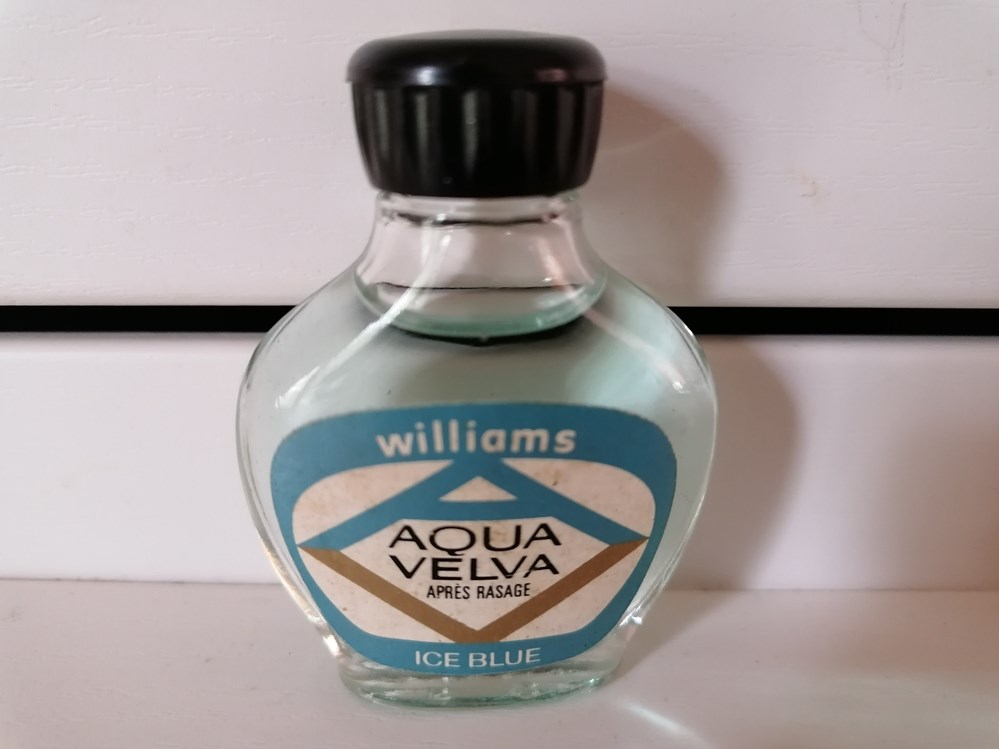 williams
AQUA
VELVA
APRÈS RASAGE
ICE BLUE